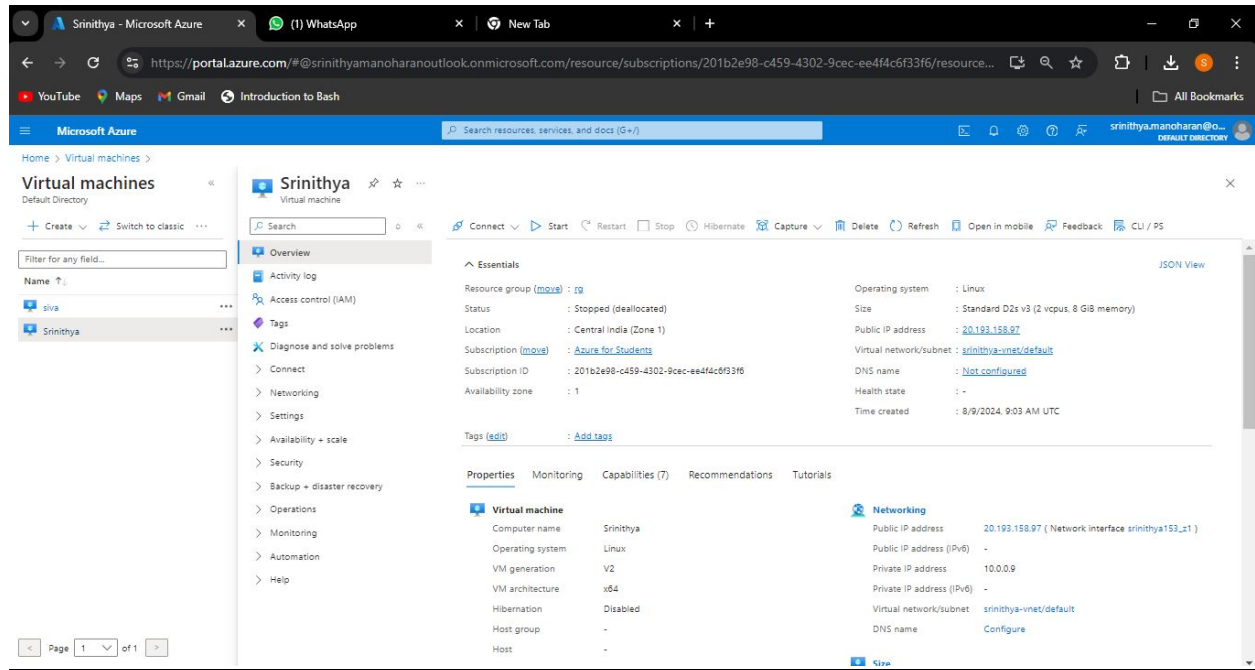 Srinithya - Microsoft Azure
(1) WhatsApp
New Tab
https://portal.azure.com/#@srinithyamanoharanoutlook.onmicrosoft.com/resource/subscriptions/201b2e98-c459-4302-9cec-ee4f4c6f33f6/resource...
S
YouTube Maps Gmail Introduction to Bash All Bookmarks
Microsoft Azure
Search resources, services, and docs (G+/)
srinithya.manoharan@o...
DEFAULT DIRECTORY
Home > Virtual machines >
Virtual machines
Default Directory
Create Switch to classic ...
Filter for any field...
Name ↑↓
siva ...
Srinithya ...
Page 1 of 1
Srinithya ...
Virtual machine
Search
Overview
Activity log
Access control (IAM)
Tags
Diagnose and solve problems
Connect
Networking
Settings
Availability + scale
Security
Backup + disaster recovery
Operations
Monitoring
Automation
Help
Connect Start Restart Stop Hibernate Capture Delete Refresh Open in mobile Feedback CLI / PS
Essentials JSON View
Resource group (move) : rg
Status : Stopped (deallocated)
Location : Central India (Zone 1)
Subscription (move) : Azure for Students
Subscription ID : 201b2e98-c459-4302-9cec-ee4f4c6f33f6
Availability zone : 1
Operating system : Linux
Size : Standard D2s v3 (2 vcpus, 8 GiB memory)
Public IP address : 20.193.158.97
Virtual network/subnet : srinithya-vnet/default
DNS name : Not configured
Health state : -
Time created : 8/9/2024, 9:03 AM UTC
Tags (edit) : Add tags
Properties Monitoring Capabilities (7) Recommendations Tutorials
Virtual machine
Computer name Srinithya
Operating system Linux
VM generation V2
VM architecture x64
Hibernation Disabled
Host group -
Host -
Networking
Public IP address 20.193.158.97 ( Network interface srinithya153_z1 )
Public IP address (IPv6) -
Private IP address 10.0.0.9
Private IP address (IPv6) -
Virtual network/subnet srinithya-vnet/default
DNS name Configure
Size